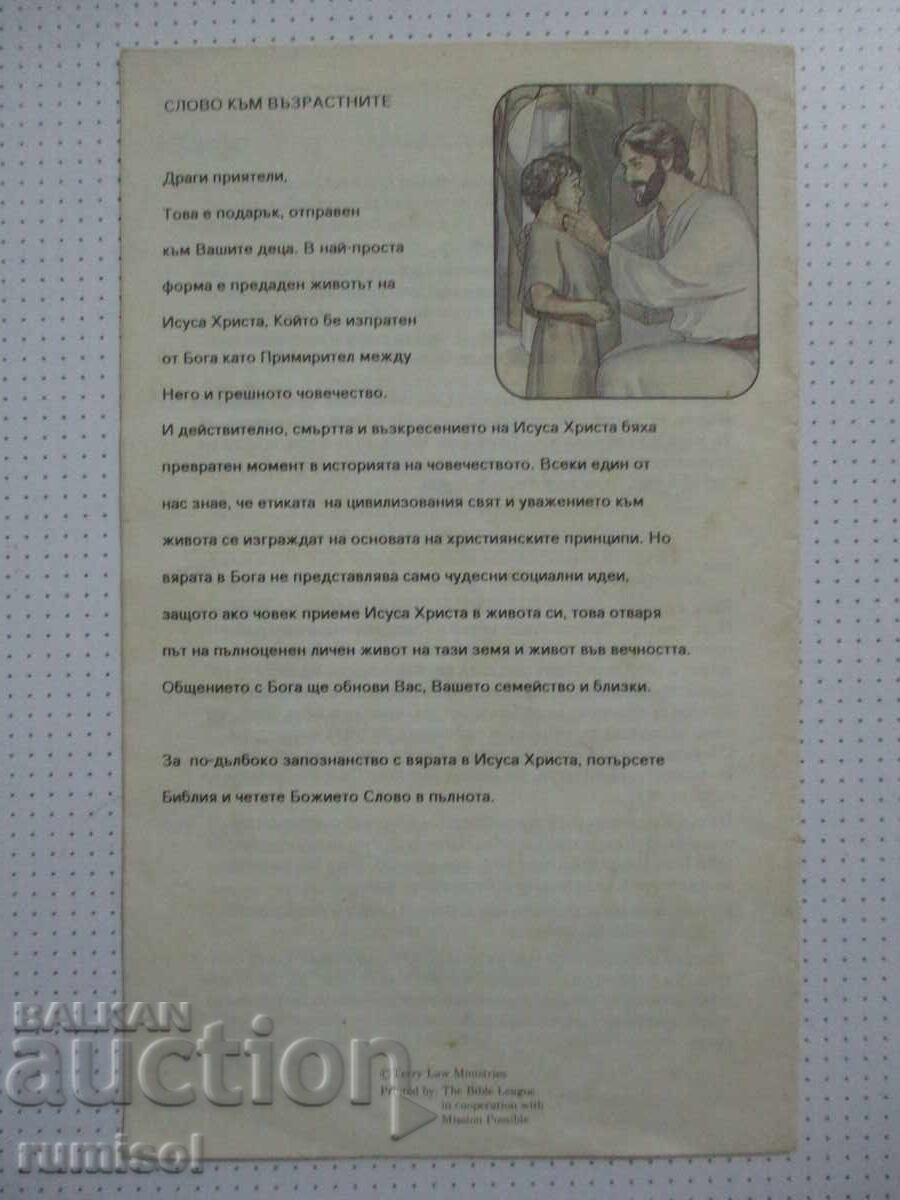 СЛОВО КЪМ ВЪЗРАСТНИТЕ
Драги приятели,
Това е подарък, отправен
към Вашите деца. В най-проста
форма е предаден животът на
Исуса Христа, Който бе изпратен
от Бога като Примирител между
Него и грешното човечество.
И действително, смъртта и възкресението на Исуса Христа бяха
превратен момент в историята на човечеството. Всеки един от
нас знае, че етиката на цивилизования свят и уважението към
живота се изграждат на основата на християнските принципи. Но
вярата в Бога не представлява само чудесни социални идеи,
защото ако човек приеме Исуса Христа в живота си, това отваря
път на пълноценен личен живот на тази земя и живот във вечността.
Общението с Бога ще обнови Вас, Вашето семейство и близки.
За по-дълбоко запознанство с вярата в Исуса Христа, потърсете
Библия и четете Божието Слово в пълнота.
© Terry Law Ministries
Printed by: The Bible League
in cooperation with
Mission Possible
BALKAN
auction
rumisol